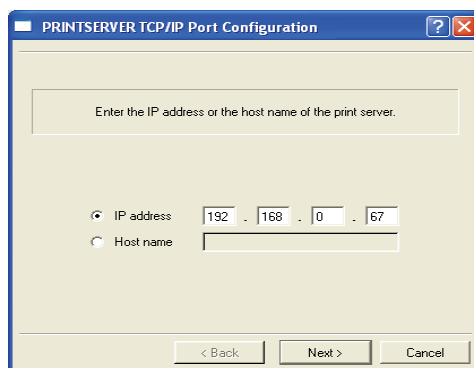 PRINTSERVER TCP/IP Port Configuration
Enter the IP address or the host name of the print server.
IP address 192 . 168 . 0 . 67
Host name
< Back Next > Cancel